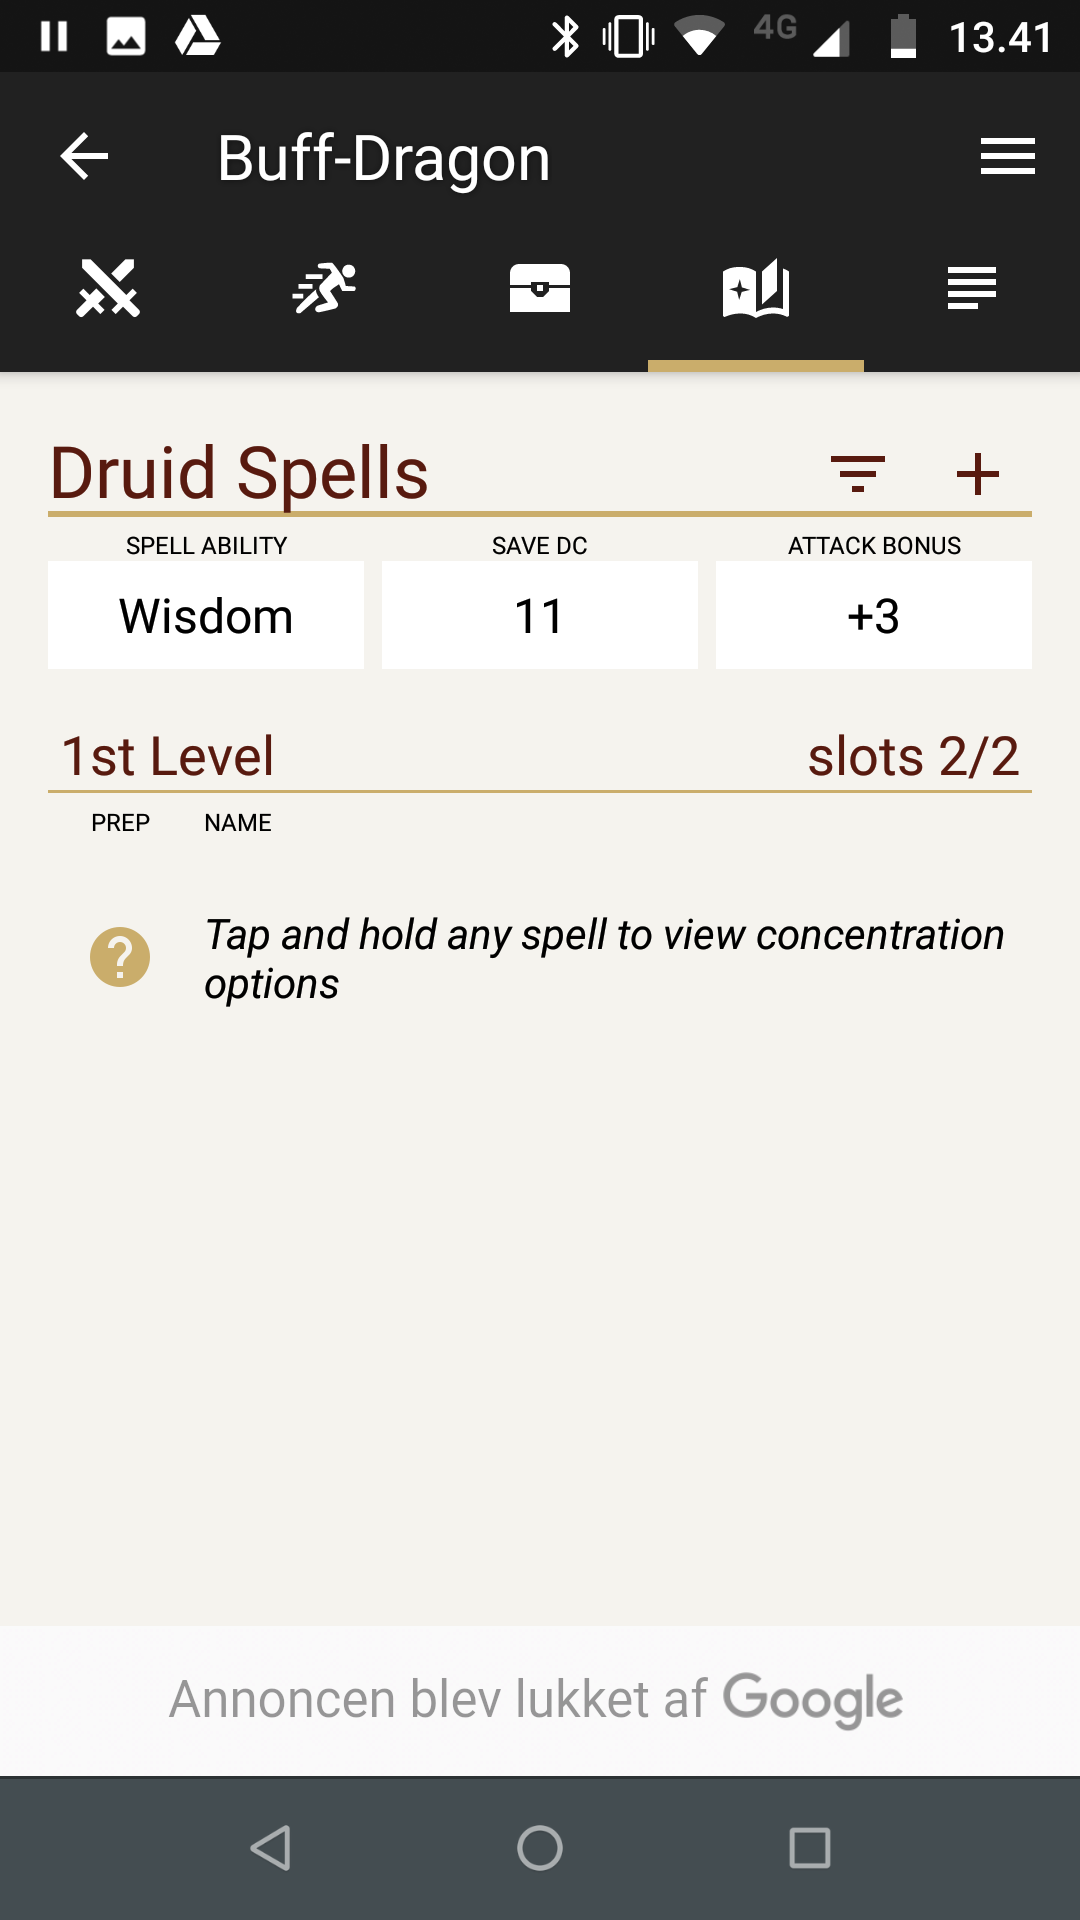 4G 13.41
Buff-Dragon
Druid Spells
SPELL ABILITY SAVE DC ATTACK BONUS
Wisdom 11 +3
1st Level slots 2/2
PREP NAME
? Tap and hold any spell to view concentration
options
Annoncen blev lukket af Google